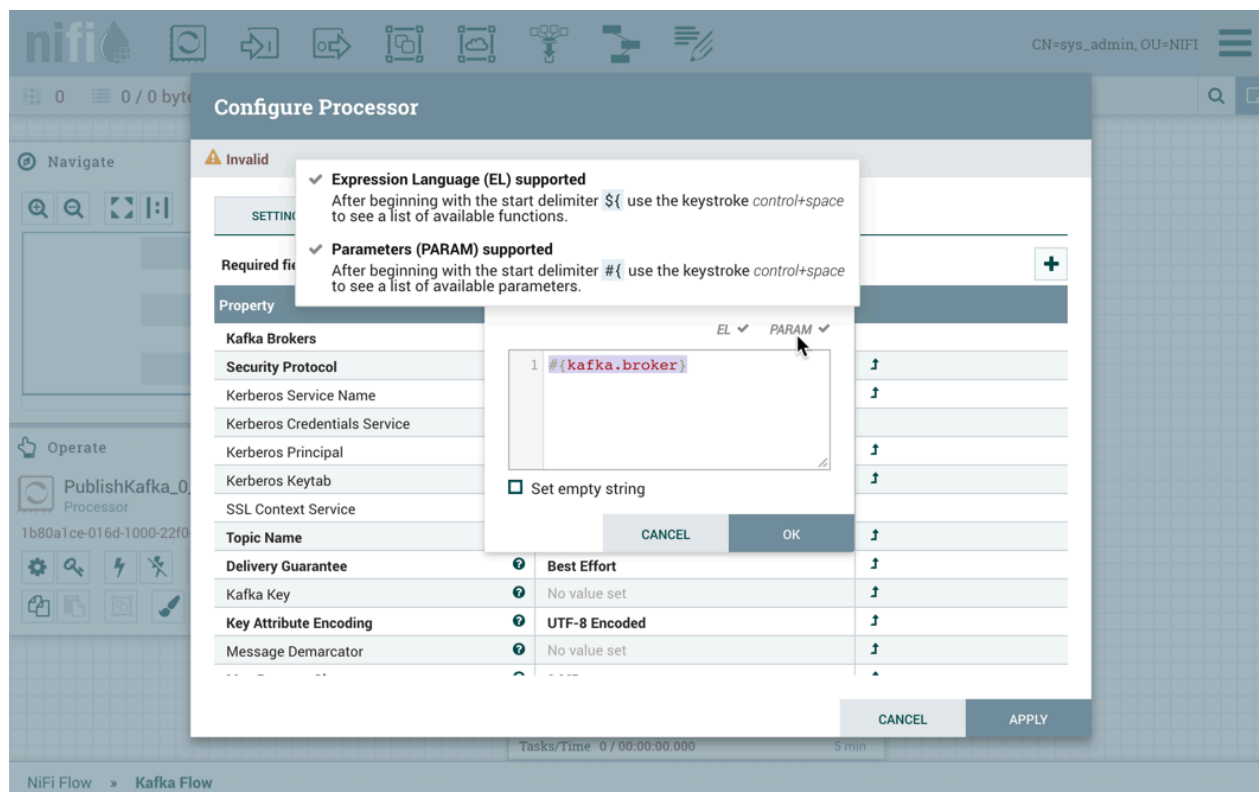 nifi
CN=sys_admin, OU=NIFI
0 0 / 0 byte
Configure Processor
Navigate
Invalid
Expression Language (EL) supported
After beginning with the start delimiter ${ use the keystroke control+space
to see a list of available functions.
SETTIN
Parameters (PARAM) supported
After beginning with the start delimiter #{ use the keystroke control+space
to see a list of available parameters.
Required fie
Property
EL PARAM
Kafka Brokers
1 #{kafka.broker}
Security Protocol
Kerberos Service Name
Kerberos Credentials Service
Operate
Kerberos Principal
Kerberos Keytab
Set empty string
PublishKafka_0_
Processor
SSL Context Service
1b80a1ce-016d-1000-22f0-
Topic Name
CANCEL OK
Delivery Guarantee Best Effort
Kafka Key No value set
Key Attribute Encoding UTF-8 Encoded
Message Demarcator No value set
CANCEL APPLY
Tasks/Time 0 / 00:00:00.000 5 min
NiFi Flow » Kafka Flow